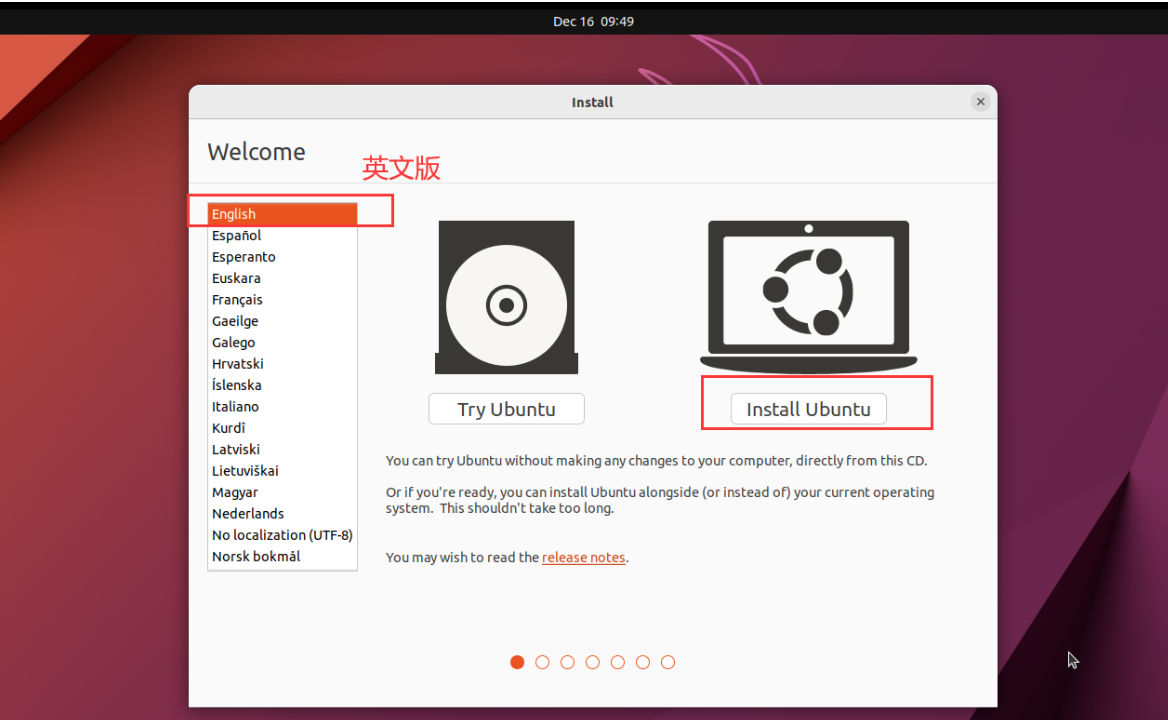 Dec 16 09:49
Install
Welcome
英文版
English
Español
Esperanto
Euskara
Français
Gaeilge
Galego
Hrvatski
Íslenska
Italiano
Kurdî
Latviski
Lietuviškai
Magyar
Nederlands
No localization (UTF-8)
Norsk bokmål
Try Ubuntu
Install Ubuntu
You can try Ubuntu without making any changes to your computer, directly from this CD.
Or if you're ready, you can install Ubuntu alongside (or instead of) your current operating
system. This shouldn't take too long.
You may wish to read the release notes.